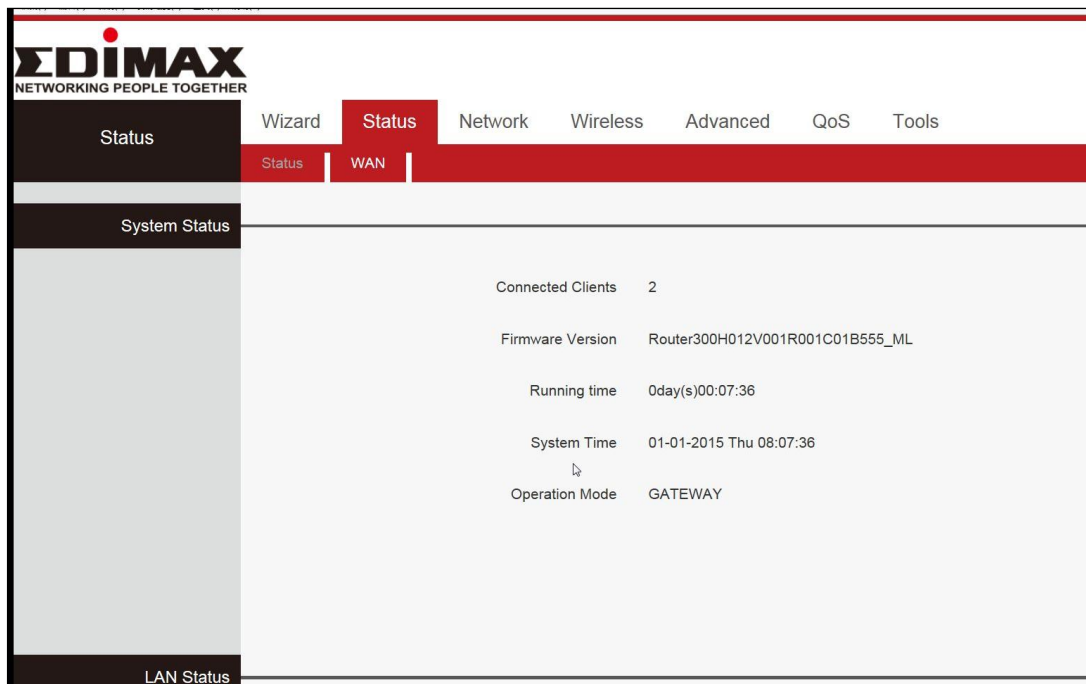 EDIMAX
NETWORKING PEOPLE TOGETHER
Status
Wizard Status Network Wireless Advanced QoS Tools
Status WAN
System Status
Connected Clients 2
Firmware Version Router300H012V001R001C01B555_ML
Running time 0day(s)00:07:36
System Time 01-01-2015 Thu 08:07:36
Operation Mode GATEWAY
LAN Status